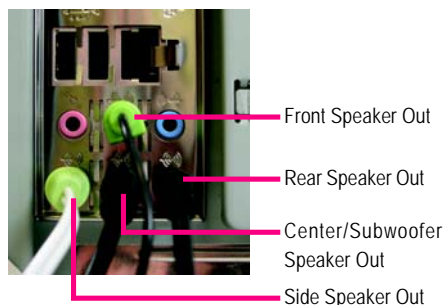 Front Speaker Out
Rear Speaker Out
Center/Subwoofer
Speaker Out
Side Speaker Out